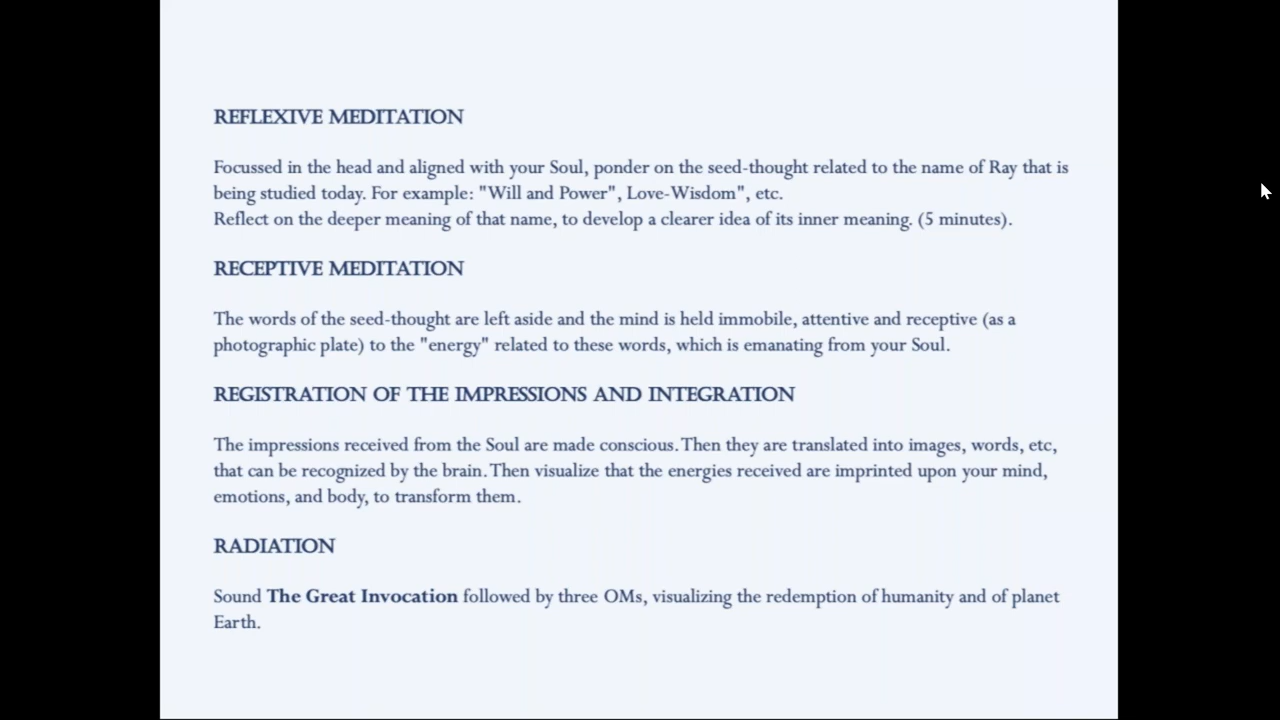 REFLEXIVE MEDITATION
Focussed in the head and aligned with your Soul, ponder on the seed-thought related to the name of Ray that is
being studied today. For example: "Will and Power", Love-Wisdom", etc.
Reflect on the deeper meaning of that name, to develop a clearer idea of its inner meaning. (5 minutes).
RECEPTIVE MEDITATION
The words of the seed-thought are left aside and the mind is held immobile, attentive and receptive (as a
photographic plate) to the "energy" related to these words, which is emanating from your Soul.
REGISTRATION OF THE IMPRESSIONS AND INTEGRATION
The impressions received from the Soul are made conscious. Then they are translated into images, words, etc,
that can be recognized by the brain. Then visualize that the energies received are imprinted upon your mind,
emotions, and body, to transform them.
RADIATION
Sound The Great Invocation followed by three OMs, visualizing the redemption of humanity and of planet
Earth.